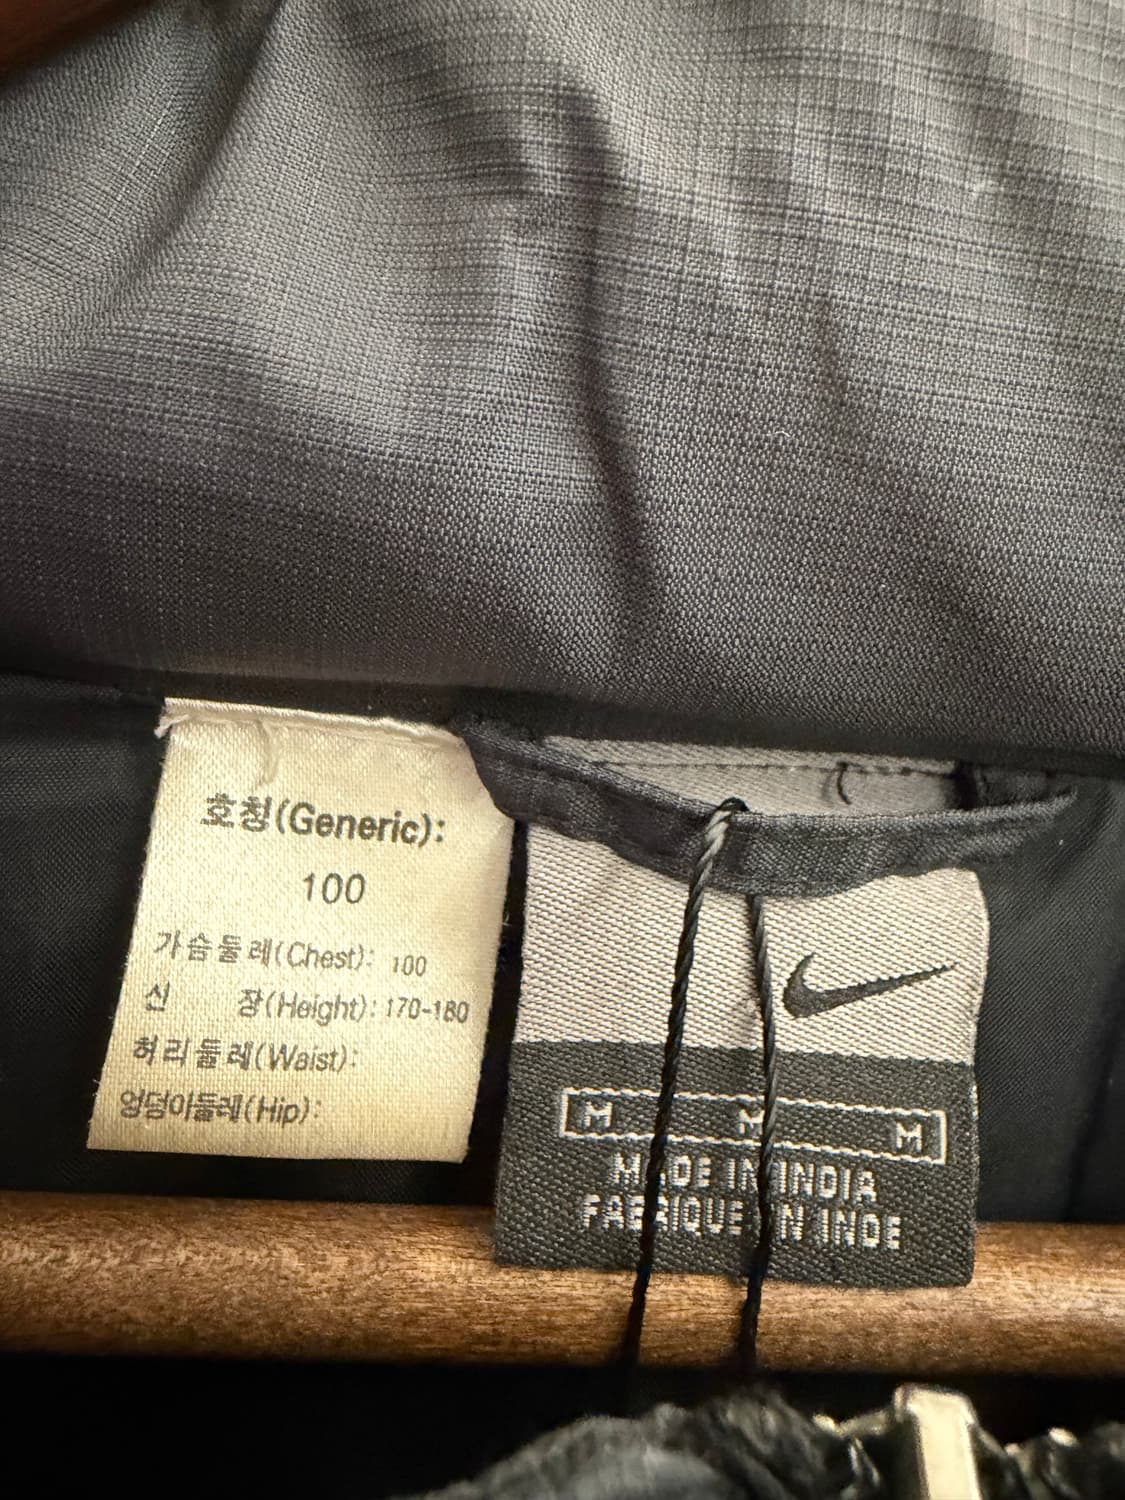 호칭(Generic):
100
가슴둘레(Chest): 100
신 장(Height): 170-180
허리둘레(Waist):
엉덩이둘레(Hip):
M M M
MADE IN INDIA
FABRIQUE EN INDE